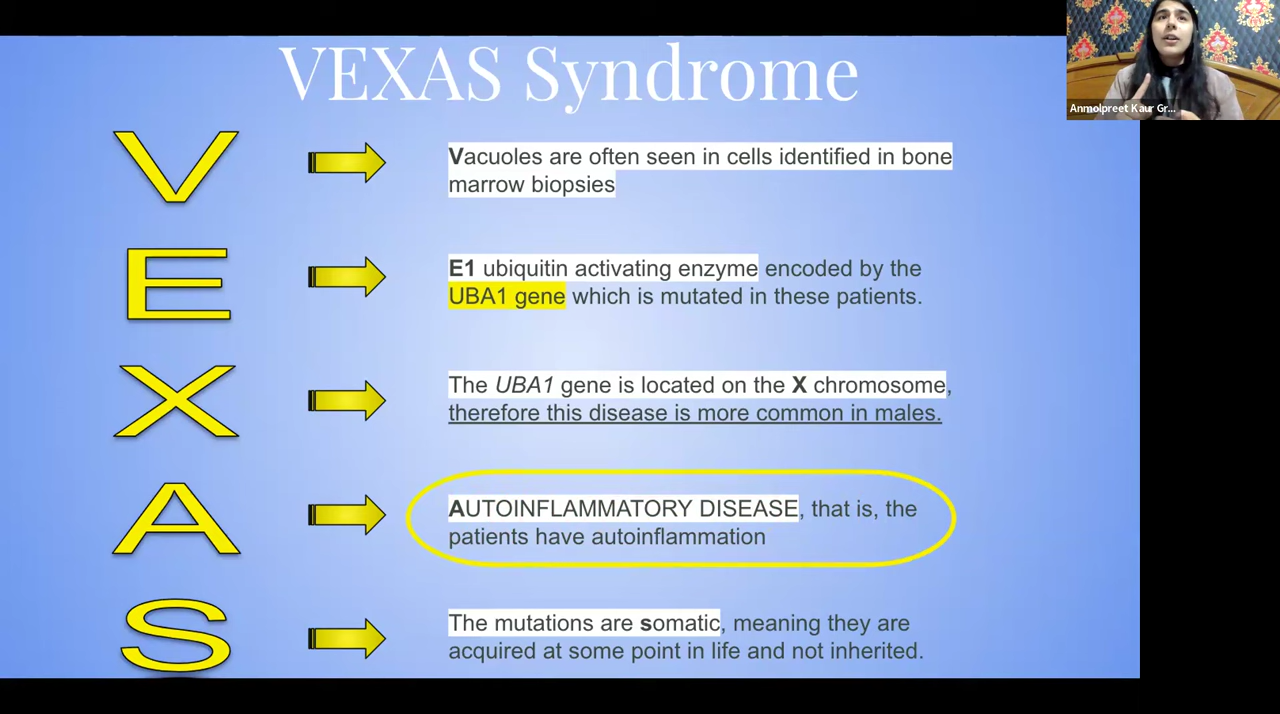 VEXAS Syndrome
Anmolpreet Kaur Gr...
V
Vacuoles are often seen in cells identified in bone
marrow biopsies
E
E1 ubiquitin activating enzyme encoded by the
UBA1 gene which is mutated in these patients.
X
The UBA1 gene is located on the X chromosome,
therefore this disease is more common in males.
A
AUTOINFLAMMATORY DISEASE, that is, the
patients have autoinflammation
S
The mutations are somatic, meaning they are
acquired at some point in life and not inherited.